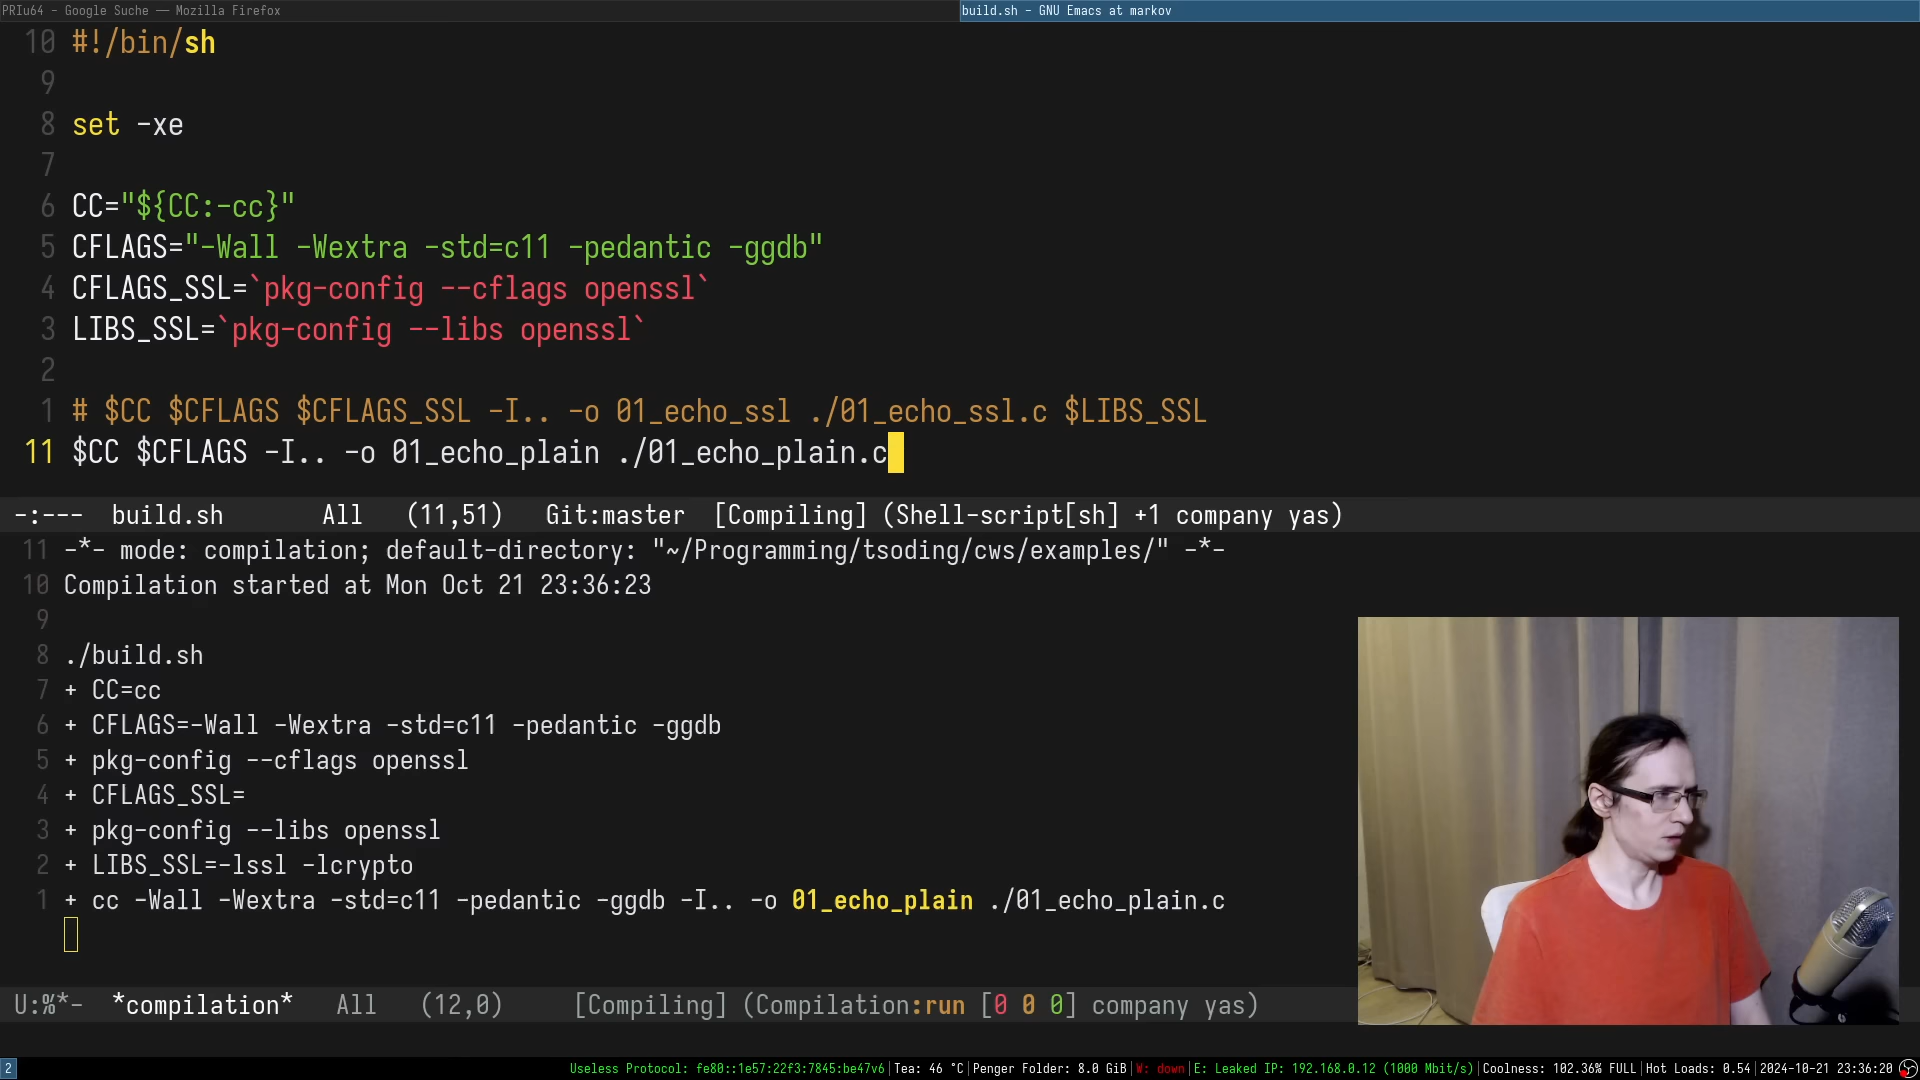 PRIu64 - Google Suche — Mozilla Firefox
build.sh - GNU Emacs at markov
10 #!/bin/sh
9
8 set -xe
7
6 CC="${CC:-cc}"
5 CFLAGS="-Wall -Wextra -std=c11 -pedantic -ggdb"
4 CFLAGS_SSL=`pkg-config --cflags openssl`
3 LIBS_SSL=`pkg-config --libs openssl`
2
1 # $CC $CFLAGS $CFLAGS_SSL -I.. -o 01_echo_ssl ./01_echo_ssl.c $LIBS_SSL
11 $CC $CFLAGS -I.. -o 01_echo_plain ./01_echo_plain.c
-:--- build.sh All (11,51) Git:master [Compiling] (Shell-script[sh] +1 company yas)
11 -*- mode: compilation; default-directory: "~/Programming/tsoding/cws/examples/" -*-
10 Compilation started at Mon Oct 21 23:36:23
9
8 ./build.sh
7 + CC=cc
6 + CFLAGS=-Wall -Wextra -std=c11 -pedantic -ggdb
5 + pkg-config --cflags openssl
4 + CFLAGS_SSL=
3 + pkg-config --libs openssl
2 + LIBS_SSL=-lssl -lcrypto
1 + cc -Wall -Wextra -std=c11 -pedantic -ggdb -I.. -o 01_echo_plain ./01_echo_plain.c
U:%*- *compilation* All (12,0) [Compiling] (Compilation:run [0 0 0] company yas)
2 Useless Protocol: fe80::1e57:22f3:7845:be47v6|Tea: 46 °C|Penger Folder: 8.0 GiB|W: down|E: Leaked IP: 192.168.0.12 (1000 Mbit/s)|Coolness: 102.36% FULL|Hot Loads: 0.54|2024-10-21 23:36:20